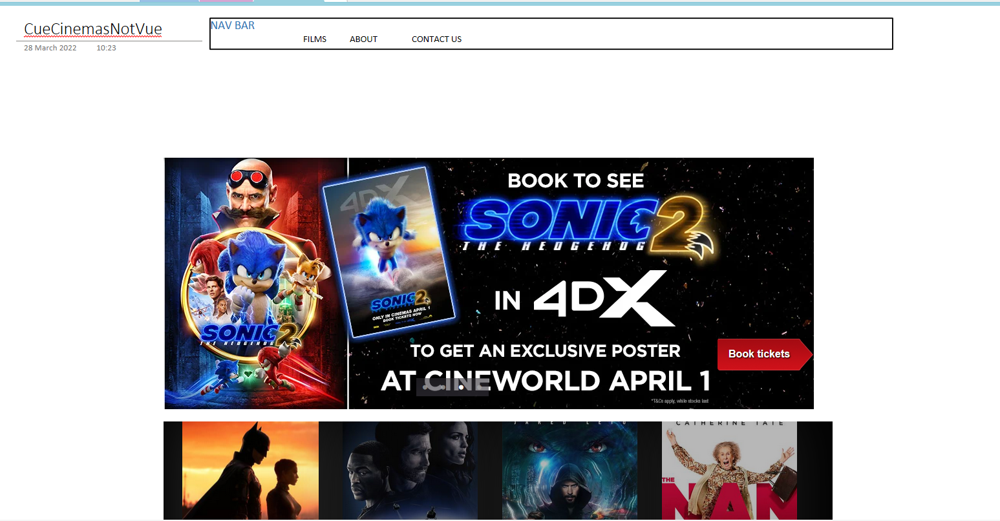 CueCinemasNotVue
28 March 2022 10:23
NAV BAR
FILMS ABOUT CONTACT US
4DX
SONIC 2
ONLY IN CINEMAS APRIL 1
BOOK TICKETS NOW
SONIC 2
THE HEDGEHOG
BOOK TO SEE
SONIC 2
THE HEDGEHOG
IN 4DX
TO GET AN EXCLUSIVE POSTER
AT CINEWORLD APRIL 1
*T&Cs apply, while stocks last
Book tickets
JARED LETO
CATHERINE TATE
THE
NAN